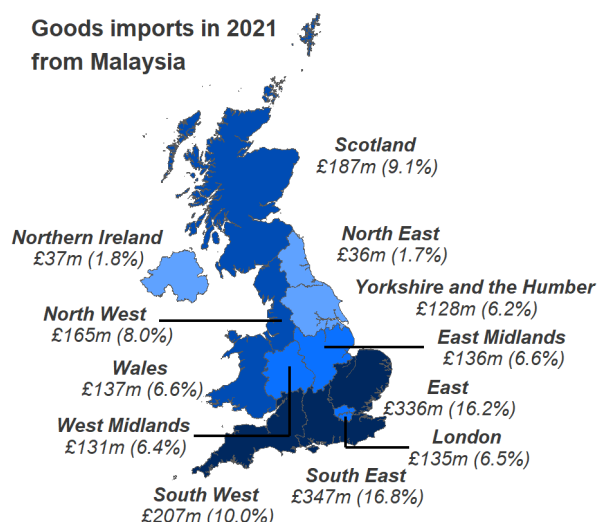 Goods imports in 2021
from Malaysia
Scotland
£187m (9.1%)
Northern Ireland
£37m (1.8%)
North East
£36m (1.7%)
Yorkshire and the Humber
£128m (6.2%)
North West
£165m (8.0%)
East Midlands
£136m (6.6%)
Wales
£137m (6.6%)
East
£336m (16.2%)
West Midlands
£131m (6.4%)
London
£135m (6.5%)
South East
£347m (16.8%)
South West
£207m (10.0%)